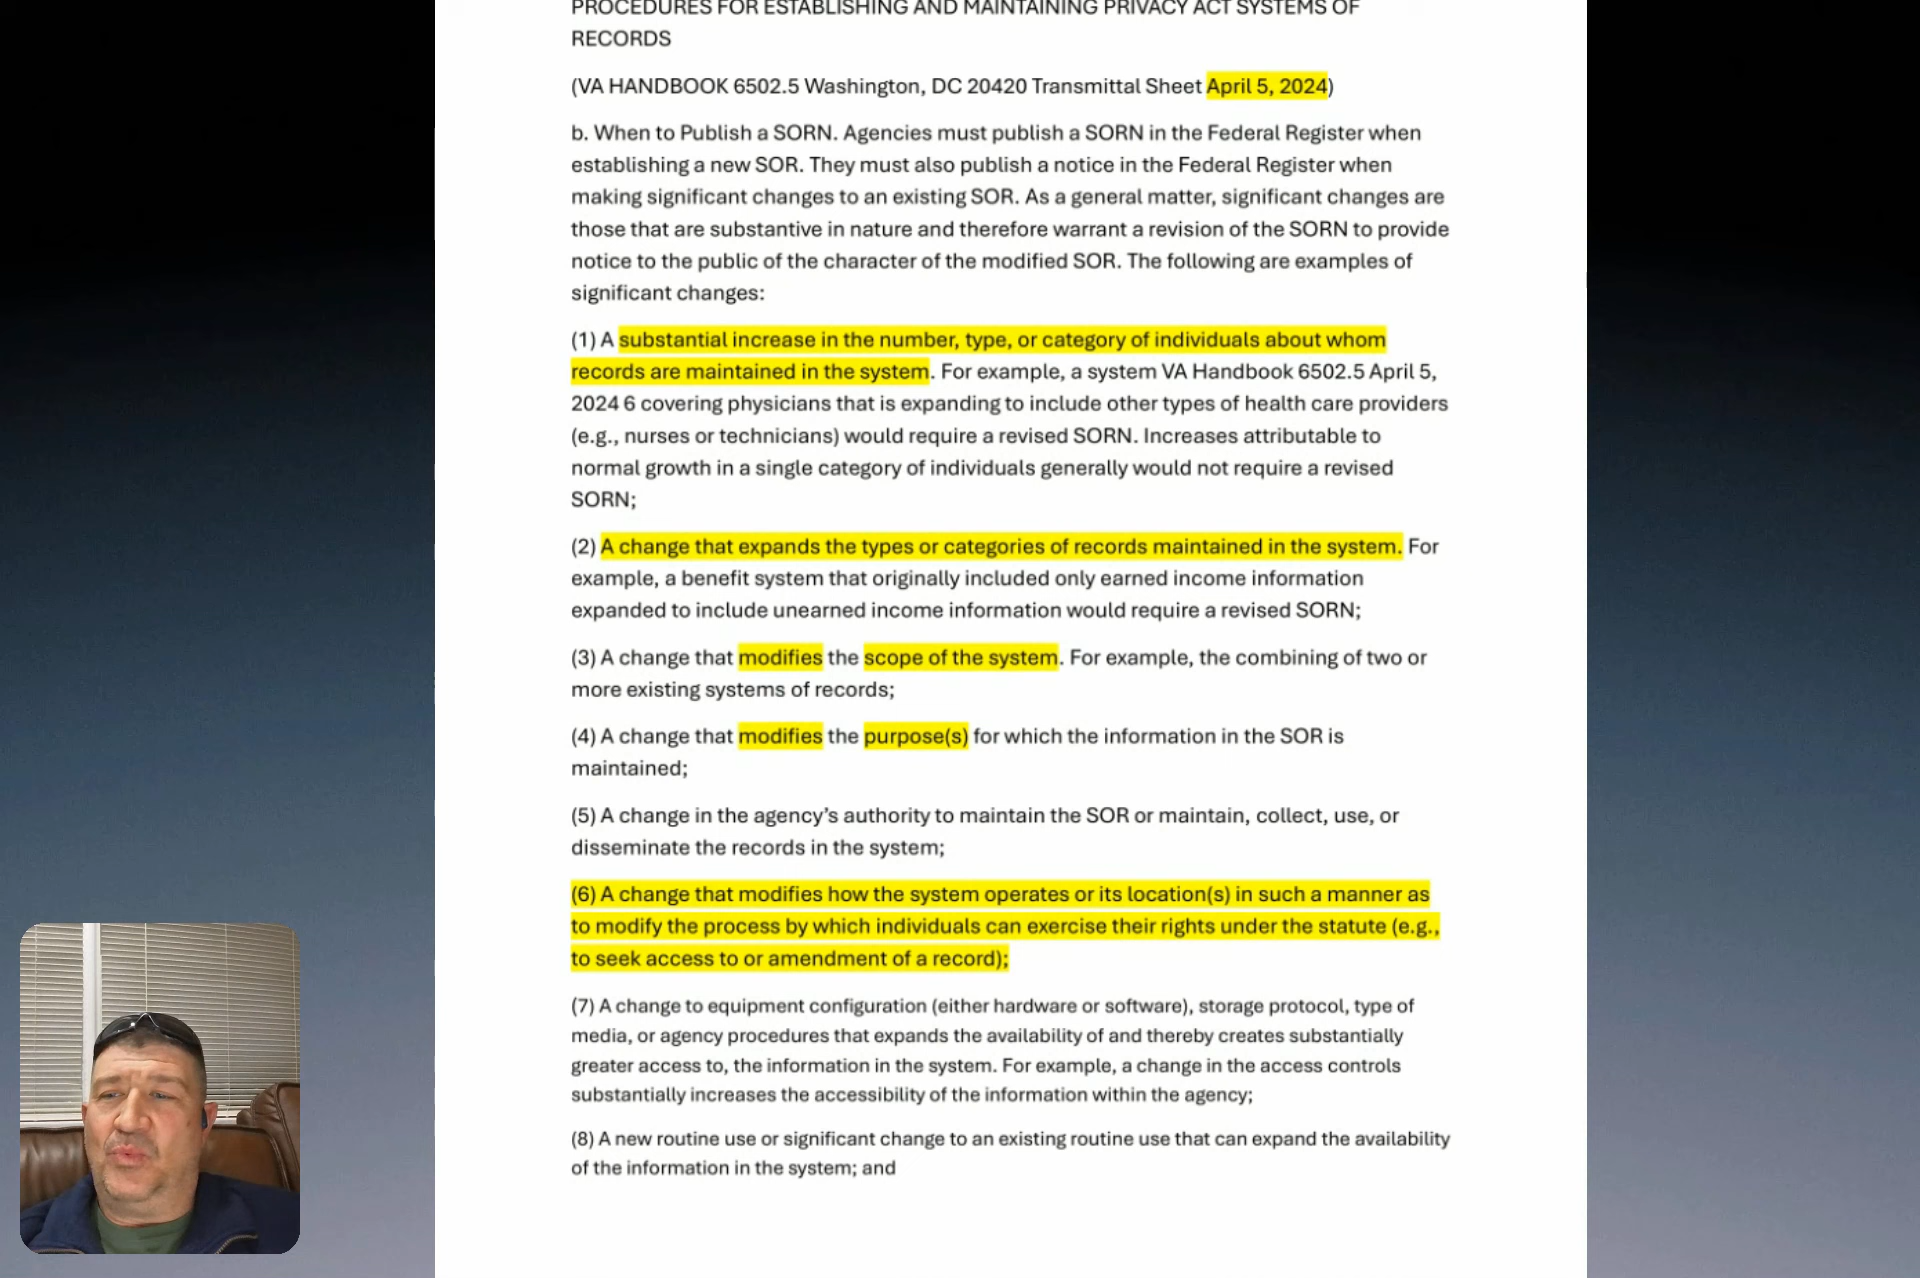 PROCEDURES FOR ESTABLISHING AND MAINTAINING PRIVACY ACT SYSTEMS OF
RECORDS
(VA HANDBOOK 6502.5 Washington, DC 20420 Transmittal Sheet April 5, 2024)
b. When to Publish a SORN. Agencies must publish a SORN in the Federal Register when
establishing a new SOR. They must also publish a notice in the Federal Register when
making significant changes to an existing SOR. As a general matter, significant changes are
those that are substantive in nature and therefore warrant a revision of the SORN to provide
notice to the public of the character of the modified SOR. The following are examples of
significant changes:
(1) A substantial increase in the number, type, or category of individuals about whom
records are maintained in the system. For example, a system VA Handbook 6502.5 April 5,
2024 6 covering physicians that is expanding to include other types of health care providers
(e.g., nurses or technicians) would require a revised SORN. Increases attributable to
normal growth in a single category of individuals generally would not require a revised
SORN;
(2) A change that expands the types or categories of records maintained in the system. For
example, a benefit system that originally included only earned income information
expanded to include unearned income information would require a revised SORN;
(3) A change that modifies the scope of the system. For example, the combining of two or
more existing systems of records;
(4) A change that modifies the purpose(s) for which the information in the SOR is
maintained;
(5) A change in the agency’s authority to maintain the SOR or maintain, collect, use, or
disseminate the records in the system;
(6) A change that modifies how the system operates or its location(s) in such a manner as
to modify the process by which individuals can exercise their rights under the statute (e.g.,
to seek access to or amendment of a record);
(7) A change to equipment configuration (either hardware or software), storage protocol, type of
media, or agency procedures that expands the availability of and thereby creates substantially
greater access to, the information in the system. For example, a change in the access controls
substantially increases the accessibility of the information within the agency;
(8) A new routine use or significant change to an existing routine use that can expand the availability
of the information in the system; and